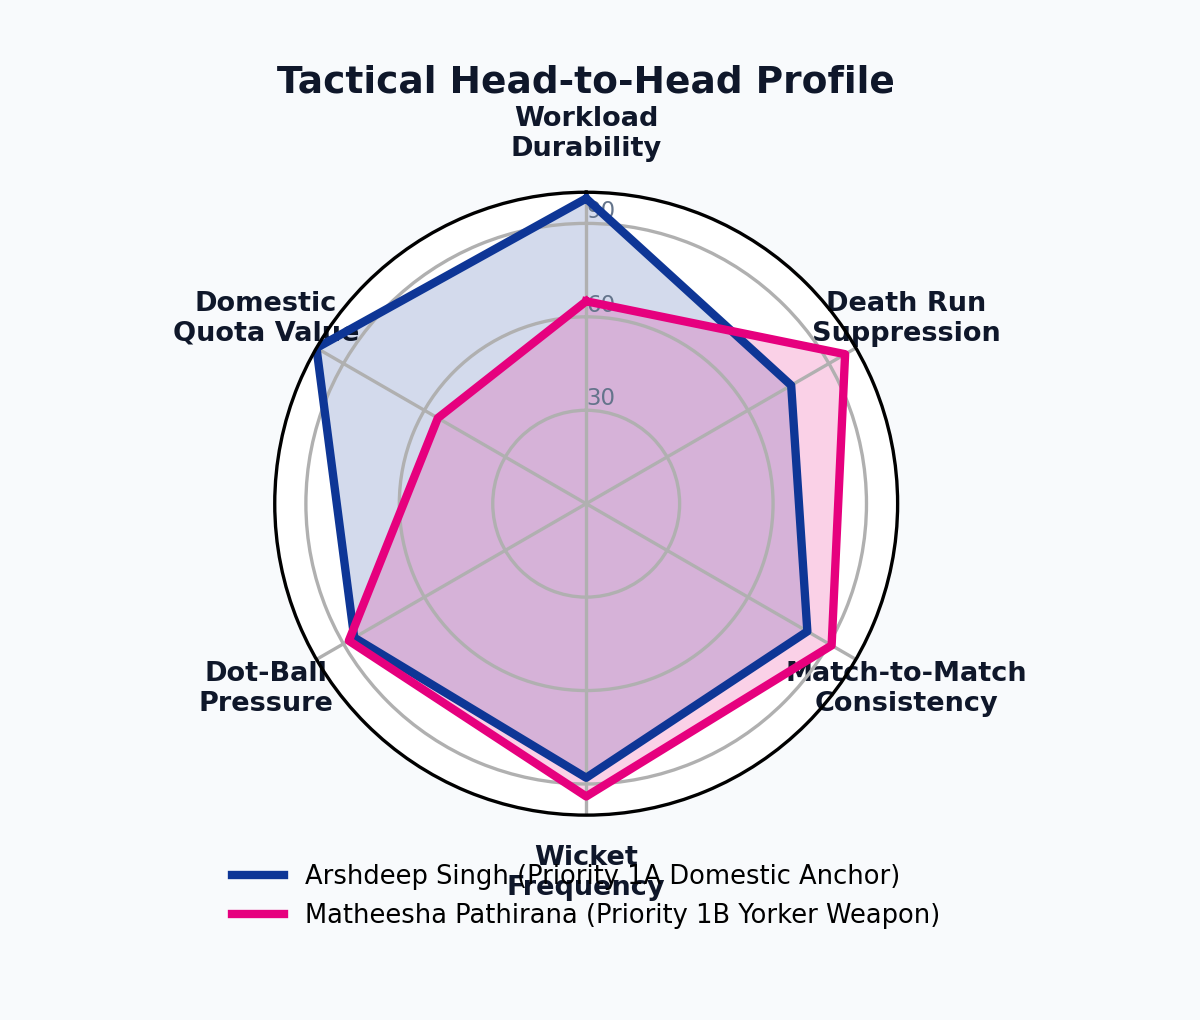 Tactical Head-to-Head Profile
Workload
Durability
90
Domestic
Quota Value
60
Death Run
Suppression
30
Dot-Ball
Pressure
Match-to-Match
Consistency
Wicket
Frequency
Arshdeep Singh (Priority 1A Domestic Anchor)
Matheesha Pathirana (Priority 1B Yorker Weapon)